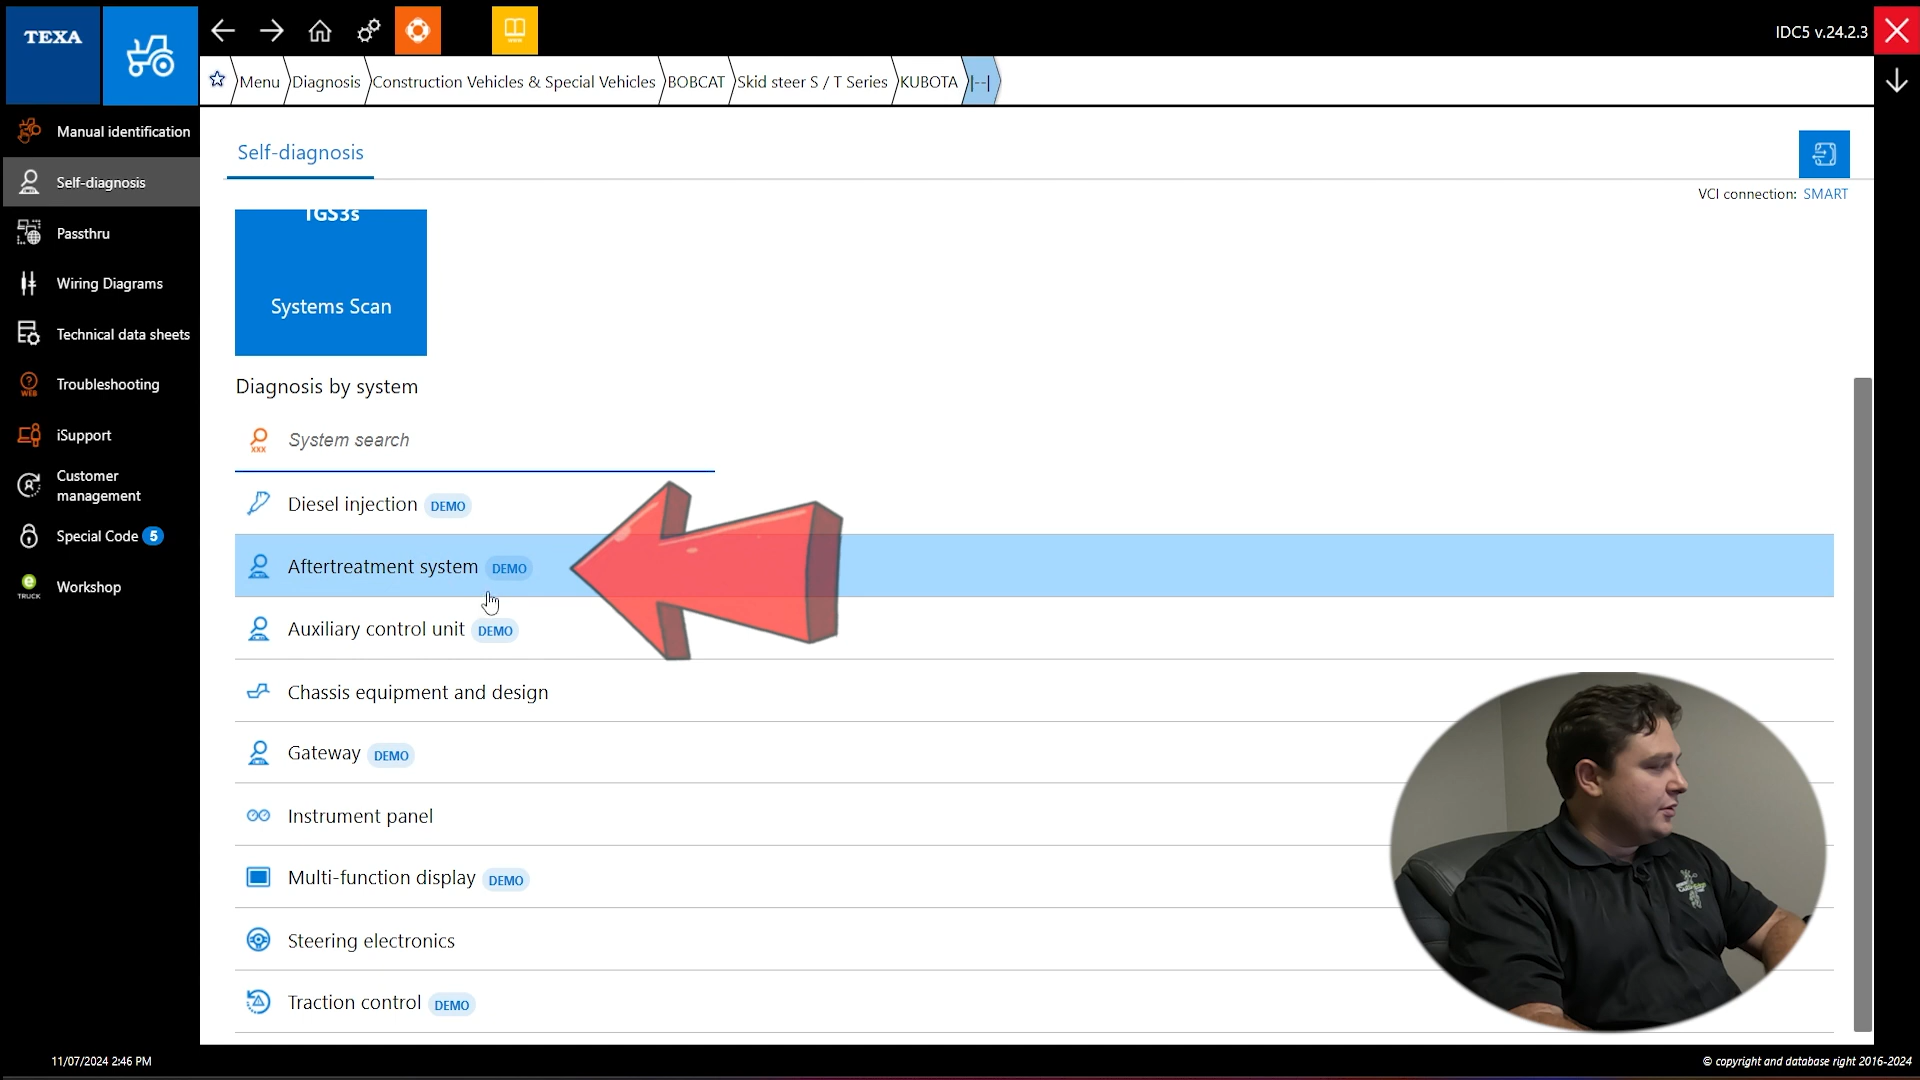 TEXA
WWW
IDC5 v.24.2.3
Menu Diagnosis Construction Vehicles & Special Vehicles BOBCAT Skid steer S / T Series KUBOTA |--|
Manual identification
Self-diagnosis
Passthru
Wiring Diagrams
Technical data sheets
WEB
Troubleshooting
iSupport
Customer
management
Special Code 5
e
TRUCK
Workshop
Self-diagnosis
VCI connection: SMART
TGS3s
Systems Scan
Diagnosis by system
XXX
System search
Diesel injection DEMO
Aftertreatment system DEMO
Auxiliary control unit DEMO
Chassis equipment and design
Gateway DEMO
Instrument panel
Multi-function display DEMO
Steering electronics
Traction control DEMO
11/07/2024 2:46 PM
© copyright and database right 2016-2024